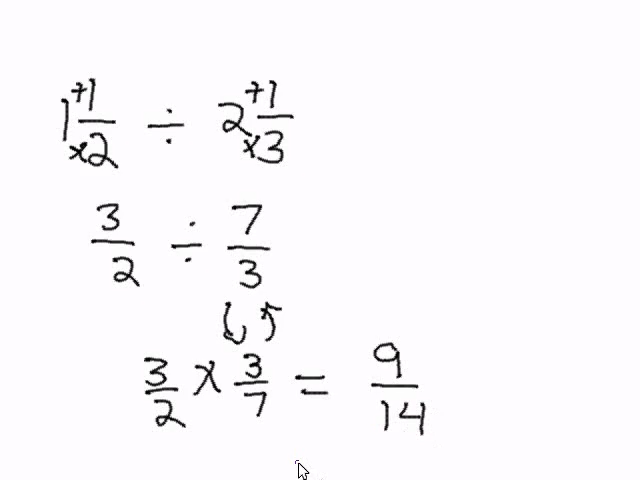 1 +1/×2 ÷ 2 +1/×3
3/2 ÷ 7/3
3/2 × 3/7 = 9/14